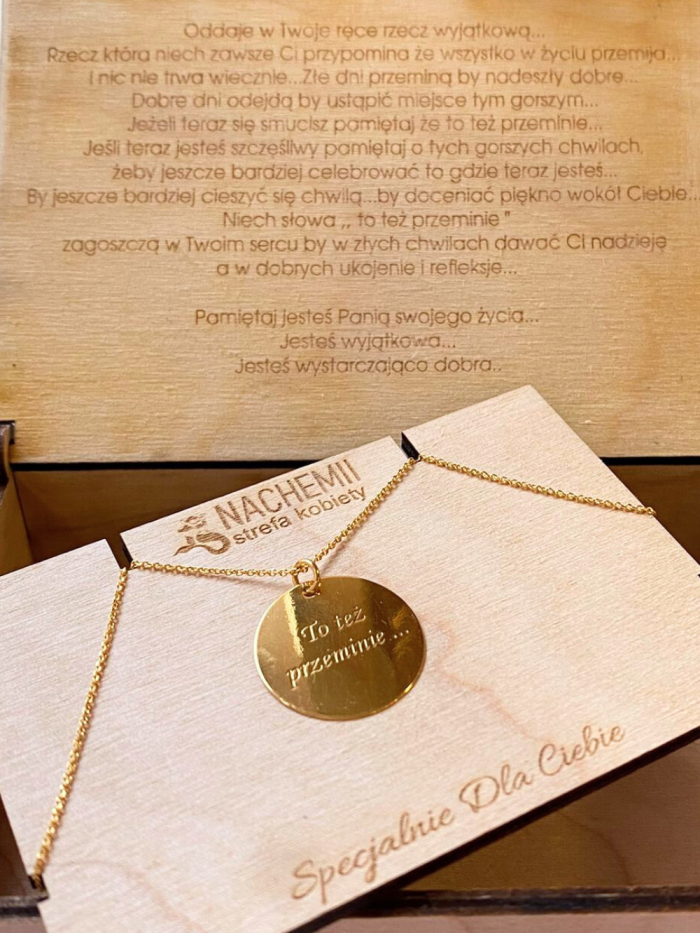 Oddaje w Twoje ręce rzecz wyjątkową...
Rzecz która niech zawsze Ci przypomina że wszystko w życiu przemija...
I nic nie trwa wiecznie...Złe dni przeminą by nadeszły dobre...
Dobre dni odejdą by ustąpić miejsce tym gorszym...
Jeżeli teraz się smucisz pamiętaj że to też przeminie...
Jeśli teraz jesteś szczęśliwy pamiętaj o tych gorszych chwilach,
żeby jeszcze bardziej celebrować to gdzie teraz jesteś...
By jeszcze bardziej cieszyć się chwilą...by doceniać piękno wokół Ciebie...
Niech słowa ,, to też przeminie "
zagoszczą w Twoim sercu by w złych chwilach dawać Ci nadzieję
a w dobrych ukojenie i refleksje...
Pamiętaj jesteś Panią swojego życia...
Jesteś wyjątkowa...
Jesteś wystarczająco dobra..
NACHEMII
strefa kobiety
To też
przeminie ...
Specjalnie Dla Ciebie